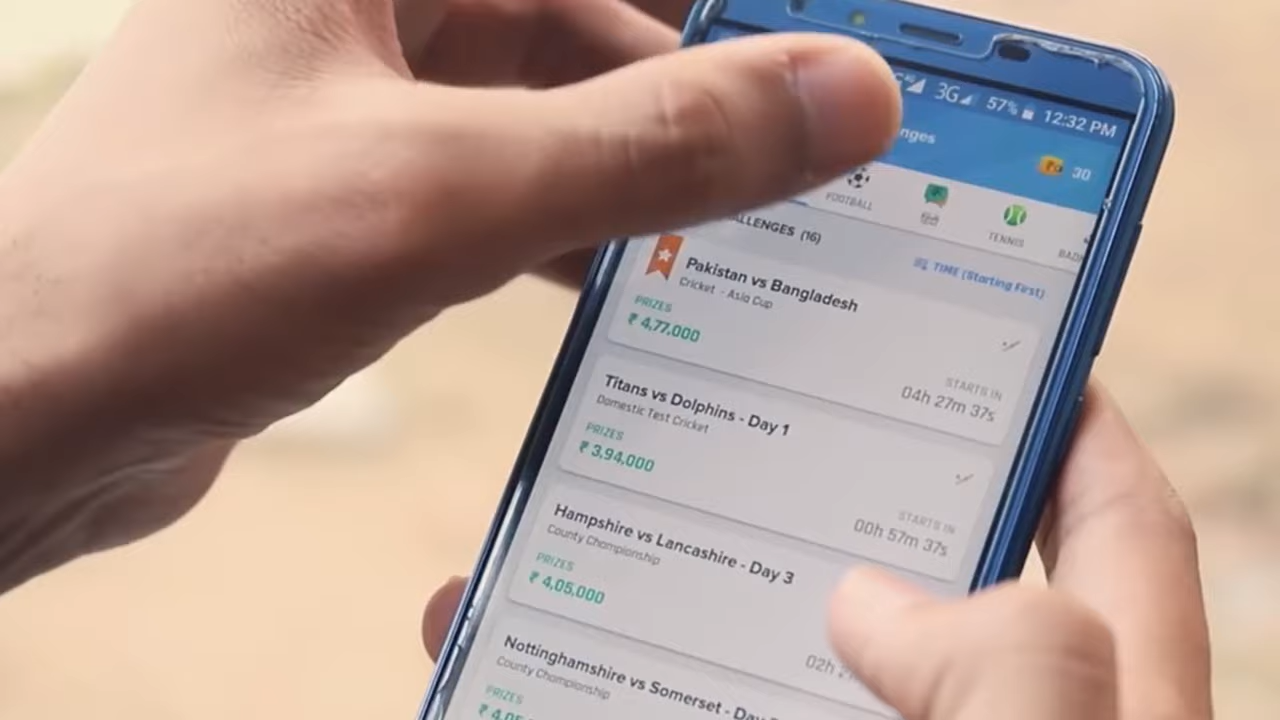 3G 57% 12:32 PM
30
FOOTBALL
हिंदी
TENNIS
(16)
TIME (Starting First)
Pakistan vs Bangladesh
Cricket - Asia Cup
PRIZES
₹ 4,77,000
STARTS IN
04h 27m 37s
Titans vs Dolphins - Day 1
Domestic Test Cricket
PRIZES
₹ 3,94,000
STARTS IN
00h 57m 37s
Hampshire vs Lancashire - Day 3
County Championship
PRIZES
₹ 4,05,000
02h
Nottinghamshire vs Somerset - Day
County Championship
PRIZES